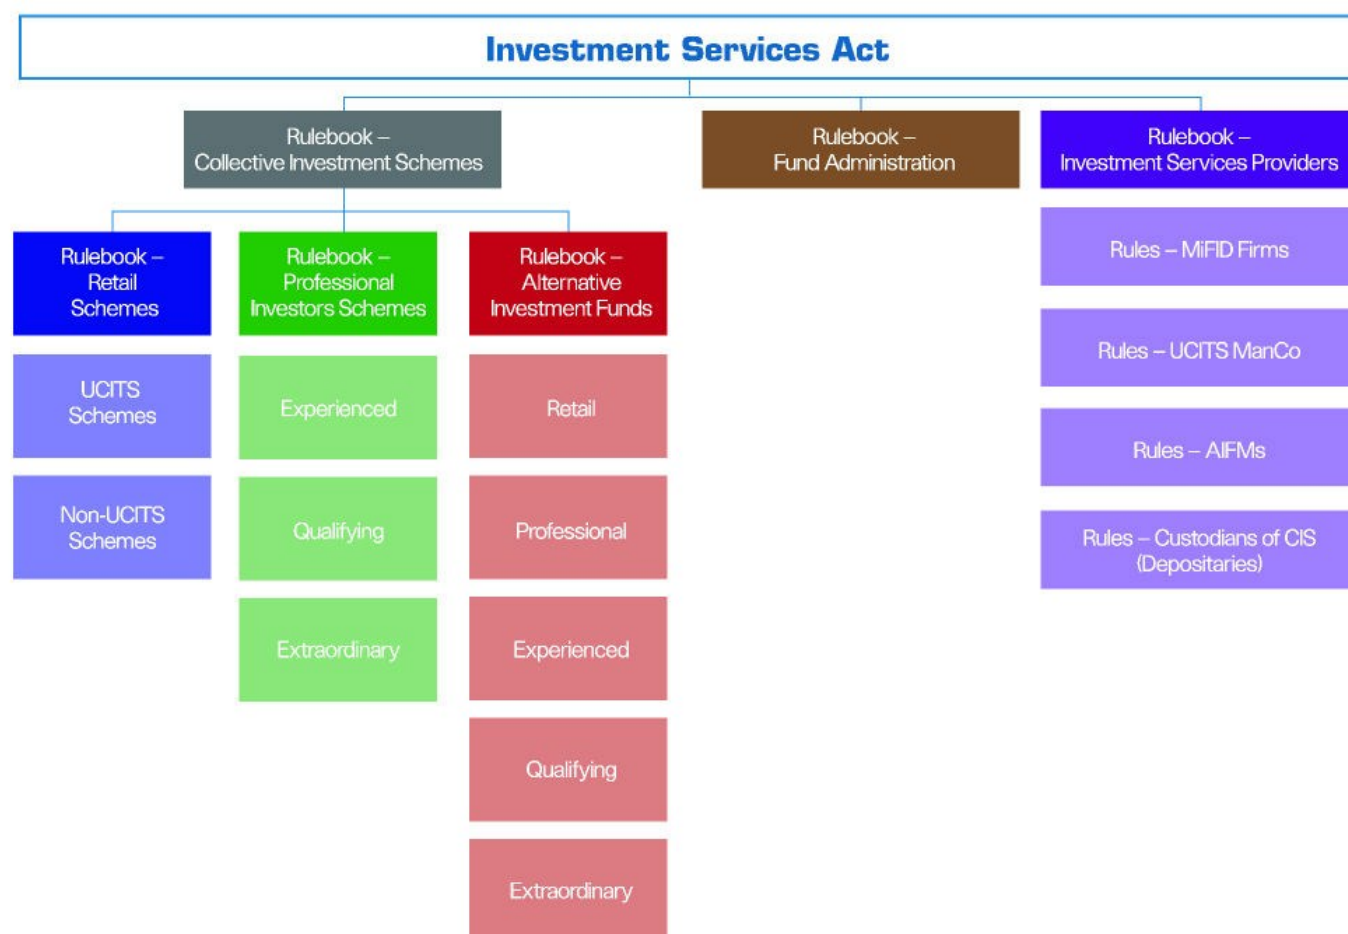 Investment Services Act
Rulebook –
Collective Investment Schemes
Rulebook –
Fund Administration
Rulebook –
Investment Services Providers
Rulebook –
Retail
Schemes
UCITS
Schemes
Non-UCITS
Schemes
Rulebook –
Professional
Investors Schemes
Experienced
Qualifying
Extraordinary
Rulebook –
Alternative
Investment Funds
Retail
Professional
Experienced
Qualifying
Extraordinary
Rules – MiFID Firms
Rules – UCITS ManCo
Rules – AIFMs
Rules – Custodians of CIS
(Depositaries)